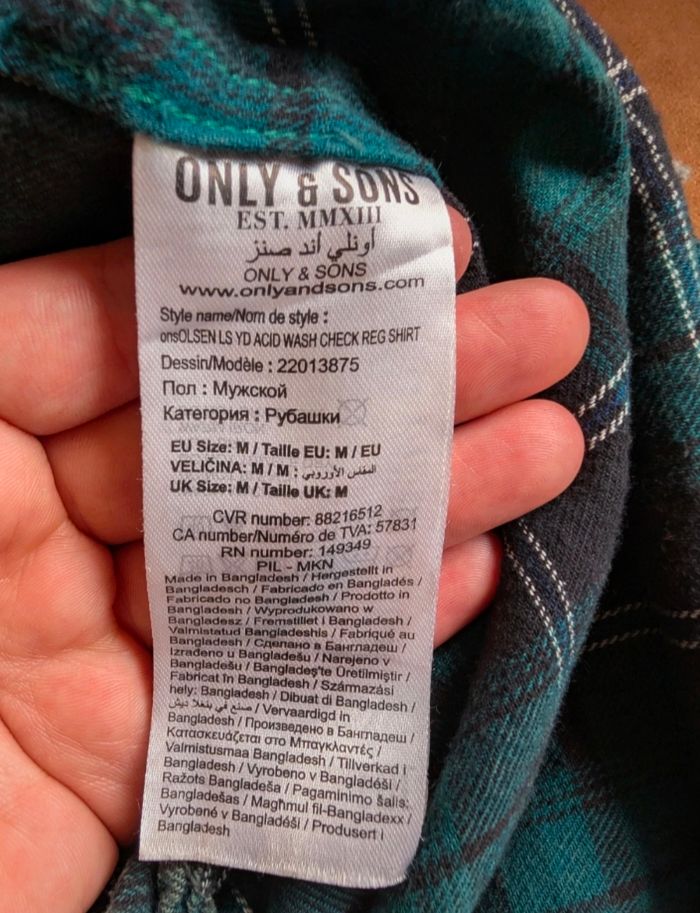 ONLY & SONS
EST. MMXIII
أونلي أند صنز
ONLY & SONS
www.onlyandsons.com
Style name/Nom de style :
onsOLSEN LS YD ACID WASH CHECK REG SHIRT
Dessin/Modèle : 22013875
Пол : Мужской
Категория : Рубашки
EU Size: M / Taille EU: M / EU
VELIČINA: M / M : المقاس الأوروبي
UK Size: M / Taille UK: M
CVR number: 88216512
CA number/Numéro de TVA: 57831
RN number: 149349
PIL - MKN
Made in Bangladesh / Hergestellt in
Bangladesch / Fabricado en Bangladés /
Fabricado no Bangladesh / Prodotto in
Bangladesh / Wyprodukowano w
Bangladesz / Fremstillet i Bangladesh /
Valmistatud Bangladeshis / Fabriqué au
Bangladesh / Сделано в Бангладеш /
Izrađeno u Bangladešu / Narejeno v
Bangladešu / Bangladeş'te Üretilmiştir /
Fabricat în Bangladesh / Származási
hely: Bangladesh / Dibuat di Bangladesh /
صنع في بنغلا ديش / Vervaardigd in
Bangladesh / Произведено в Бангладеш /
Κατασκευάζεται στο Μπαγκλαντές /
Valmistusmaa Bangladesh / Tillverkad i
Bangladesh / Vyrobeno v Bangladéši /
Ražots Bangladeša / Pagaminimo šalis:
Bangladešas / Magħmul fil-Bangladexx /
Vyrobené v Bangladéši / Produsert i
Bangladesh